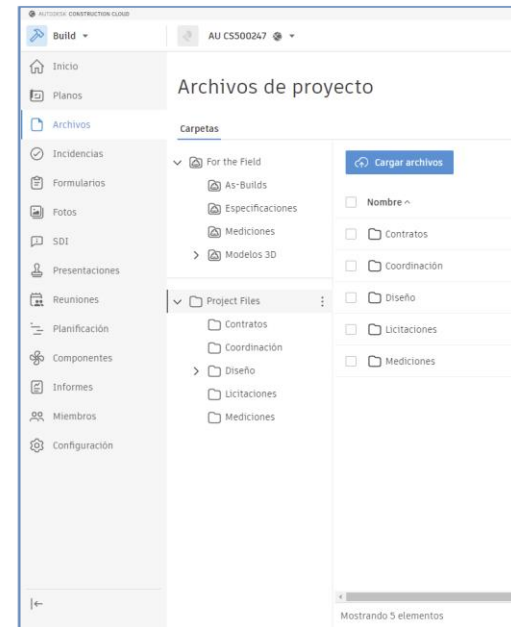 AUTODESK CONSTRUCTION CLOUD
Build
AU CS500247
Inicio
Planos
Archivos
Incidencias
Formularios
Fotos
SDI
Presentaciones
Reuniones
Planificación
Componentes
Informes
Miembros
Configuración
Archivos de proyecto
Carpetas
For the Field
As-Builds
Especificaciones
Mediciones
Modelos 3D
Project Files
Contratos
Coordinación
Diseño
Licitaciones
Mediciones
Cargar archivos
Nombre
Contratos
Coordinación
Diseño
Licitaciones
Mediciones
Mostrando 5 elementos